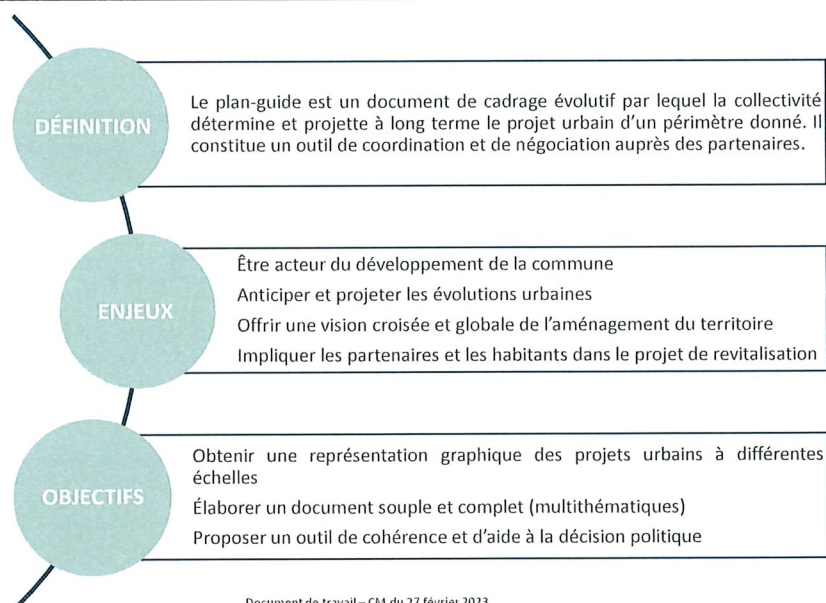 DÉFINITION
Le plan-guide est un document de cadrage évolutif par lequel la collectivité
détermine et projette à long terme le projet urbain d'un périmètre donné. Il
constitue un outil de coordination et de négociation auprès des partenaires.
ENJEUX
Être acteur du développement de la commune
Anticiper et projeter les évolutions urbaines
Offrir une vision croisée et globale de l'aménagement du territoire
Impliquer les partenaires et les habitants dans le projet de revitalisation
OBJECTIFS
Obtenir une représentation graphique des projets urbains à différentes
échelles
Élaborer un document souple et complet (multithématiques)
Proposer un outil de cohérence et d'aide à la décision politique
Document de travail – CM du 27 février 2023